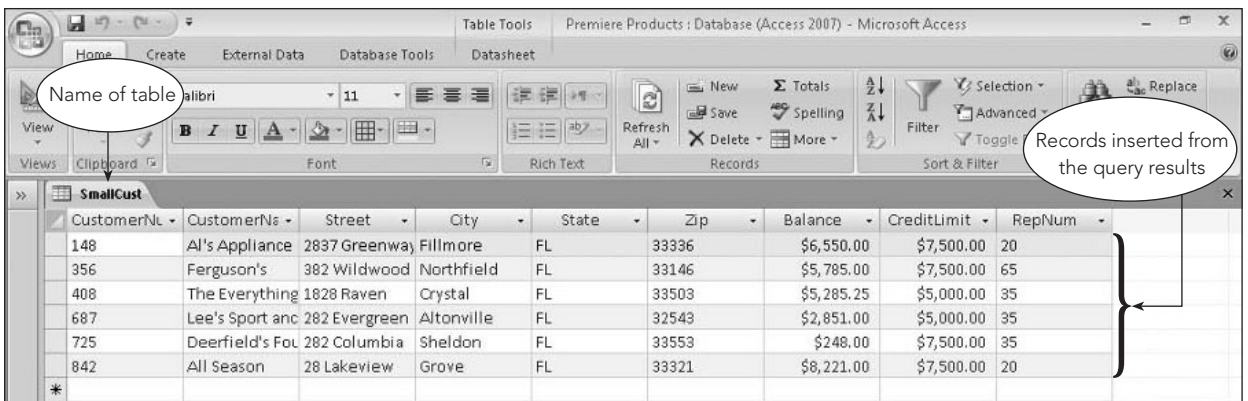 Table Tools Premiere Products : Database (Access 2007) - Microsoft Access
Home Create External Data Database Tools Datasheet
Name of table
alibri 11
New Totals Selection Replace
Save Spelling Advanced
Delete More Toggle
View Refresh All Filter
B I U A
Records inserted from
the query results
Views Clipboard Font Rich Text Records Sort & Filter
SmallCust
CustomerNu CustomerNa Street City State Zip Balance CreditLimit RepNum
148 Al's Appliance 2837 Greenway Fillmore FL 33336 $6,550.00 $7,500.00 20
356 Ferguson's 382 Wildwood Northfield FL 33146 $5,785.00 $7,500.00 65
408 The Everything 1828 Raven Crystal FL 33503 $5,285.25 $5,000.00 35
687 Lee's Sport and 282 Evergreen Altonville FL 32543 $2,851.00 $5,000.00 35
725 Deerfield's Fou 282 Columbia Sheldon FL 33553 $248.00 $7,500.00 35
842 All Season 28 Lakeview Grove FL 33321 $8,221.00 $7,500.00 20